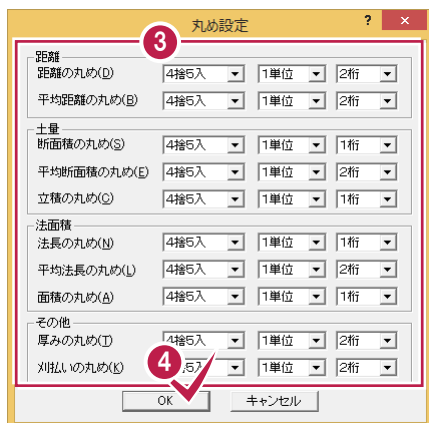 丸め設定 ? ×
3
距離
距離の丸め(D) 4捨5入 1単位 2桁
平均距離の丸め(B) 4捨5入 1単位 2桁
土量
断面積の丸め(S) 4捨5入 1単位 1桁
平均断面積の丸め(E) 4捨5入 1単位 2桁
立積の丸め(C) 4捨5入 1単位 1桁
法面積
法長の丸め(N) 4捨5入 1単位 1桁
平均法長の丸め(L) 4捨5入 1単位 2桁
面積の丸め(A) 4捨5入 1単位 1桁
その他
厚みの丸め(T) 4捨5入 1単位 2桁
刈払いの丸め(K) 捨5入 1単位 2桁
4
OK キャンセル